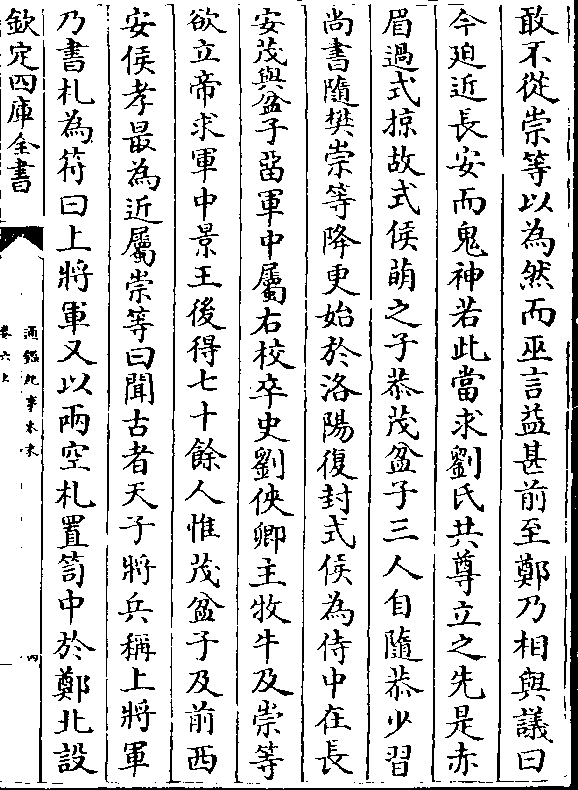 敢不從崇等以為然而巫言益甚前至鄭乃相與議曰
今廹近長安而鬼神若此當求劉氏共尊立之先是赤
眉過式掠故式侯萌之子恭茂盆子三人自隨恭少習
尚書隨樊崇等降更始於洛陽復封式侯為侍中在長
安茂與盆子留軍中屬右校卒史劉俠卿主牧牛及崇等
欲立帝求軍中景王後得七十餘人惟茂盆子及前西
安侯孝最為近屬崇等曰聞古者天子將兵稱上將軍
乃書札為符曰上將軍又以兩空札置笥中於鄭北設
欽定四庫全書
通鑑紀事本末
卷六上
四